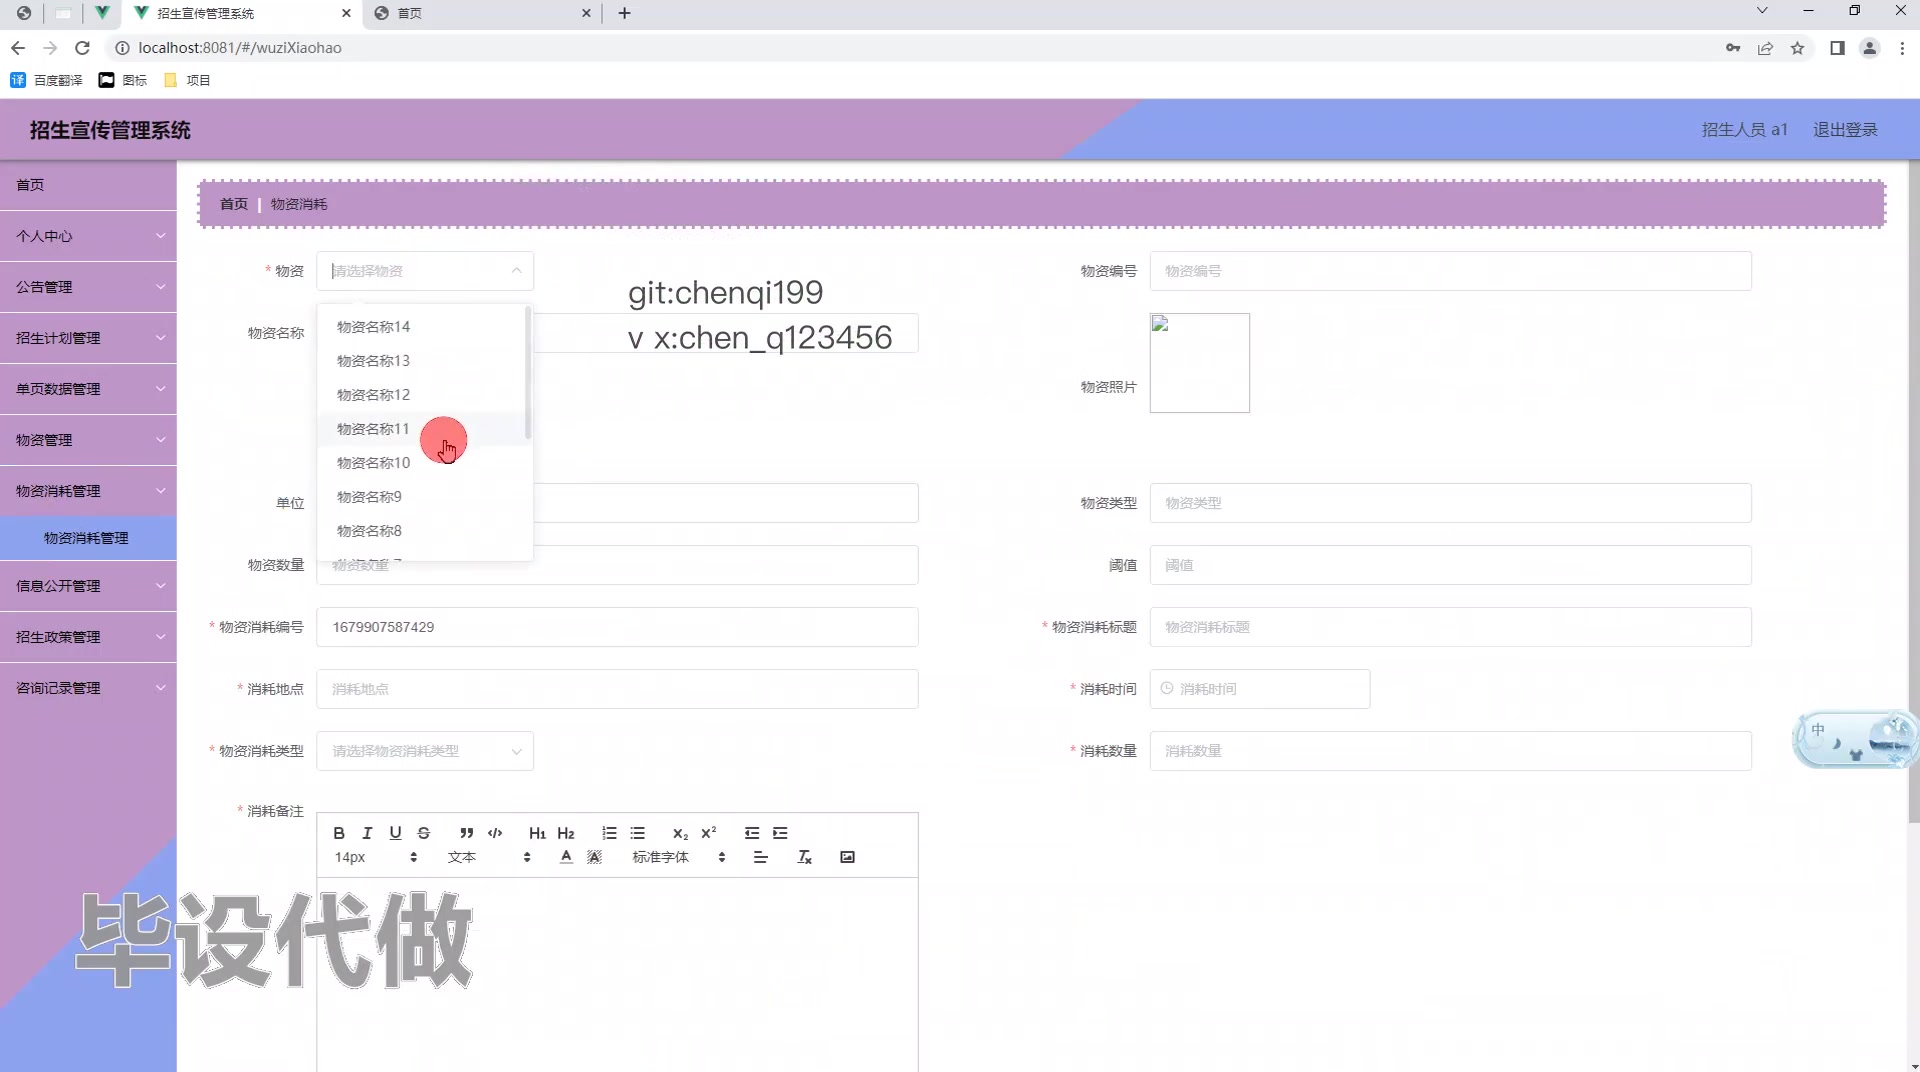 招生宣传管理系统
首页
localhost:8081/#/wuziXiaohao
百度翻译
图标
项目
招生宣传管理系统
招生人员 a1
退出登录
首页
个人中心
公告管理
招生计划管理
单页数据管理
物资管理
物资消耗管理
物资消耗管理
信息公开管理
招生政策管理
咨询记录管理
首页 | 物资消耗
* 物资
请选择物资
物资编号
物资编号
git:chenqi199
v x:chen_q123456
物资名称
物资名称14
物资名称13
物资名称12
物资名称11
物资名称10
物资名称9
物资名称8
物资照片
单位
物资类型
物资类型
物资数量
物资数量
阈值
阈值
* 物资消耗编号
1679907587429
* 物资消耗标题
物资消耗标题
* 消耗地点
消耗地点
* 消耗时间
消耗时间
* 物资消耗类型
请选择物资消耗类型
* 消耗数量
消耗数量
* 消耗备注
B I U S
H1 H2
X₂ X²
14px
文本
A
标准字体
中
毕设代做